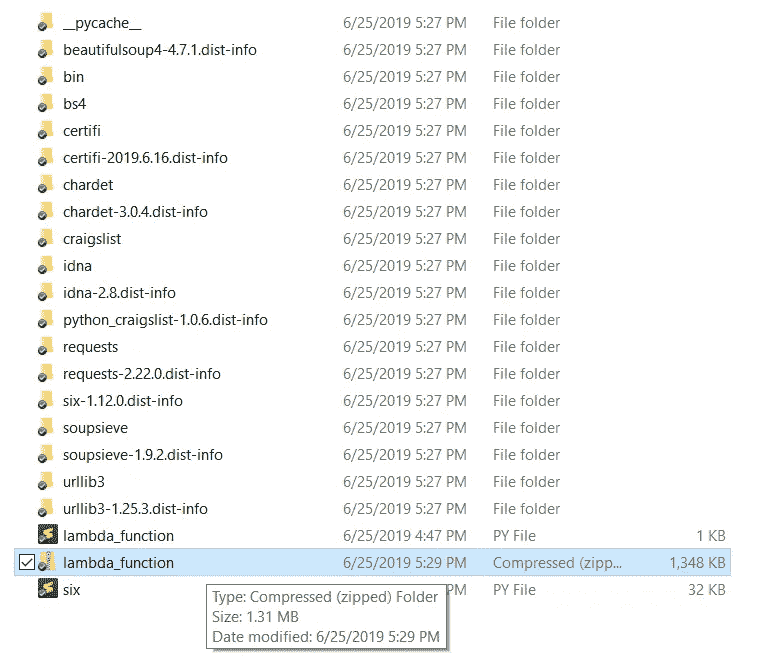 __pycache__ 6/25/2019 5:27 PM File folder
beautifulsoup4-4.7.1.dist-info 6/25/2019 5:27 PM File folder
bin 6/25/2019 5:27 PM File folder
bs4 6/25/2019 5:27 PM File folder
certifi 6/25/2019 5:27 PM File folder
certifi-2019.6.16.dist-info 6/25/2019 5:27 PM File folder
chardet 6/25/2019 5:27 PM File folder
chardet-3.0.4.dist-info 6/25/2019 5:27 PM File folder
craigslist 6/25/2019 5:27 PM File folder
idna 6/25/2019 5:27 PM File folder
idna-2.8.dist-info 6/25/2019 5:27 PM File folder
python_craigslist-1.0.6.dist-info 6/25/2019 5:27 PM File folder
requests 6/25/2019 5:27 PM File folder
requests-2.22.0.dist-info 6/25/2019 5:27 PM File folder
six-1.12.0.dist-info 6/25/2019 5:27 PM File folder
soupsieve 6/25/2019 5:27 PM File folder
soupsieve-1.9.2.dist-info 6/25/2019 5:27 PM File folder
urllib3 6/25/2019 5:27 PM File folder
urllib3-1.25.3.dist-info 6/25/2019 5:27 PM File folder
lambda_function 6/25/2019 4:47 PM PY File 1 KB
lambda_function 6/25/2019 5:29 PM Compressed (zipp... 1,348 KB
six PM PY File 32 KB
Type: Compressed (zipped) Folder
Size: 1.31 MB
Date modified: 6/25/2019 5:29 PM